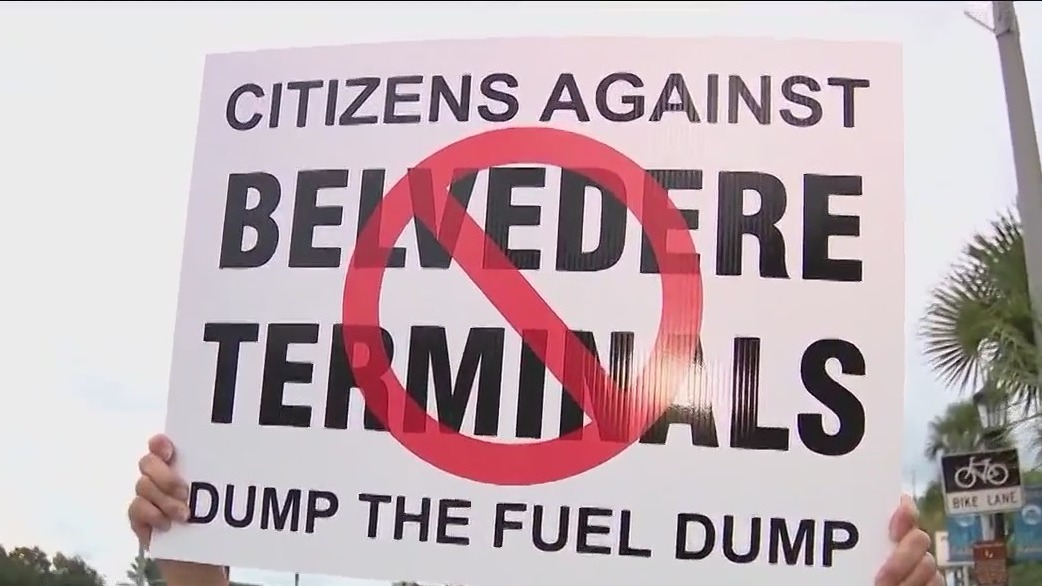 CITIZENS AGAINST
BELVEDERE
TERMINALS
DUMP THE FUEL DUMP
BIKE LANE